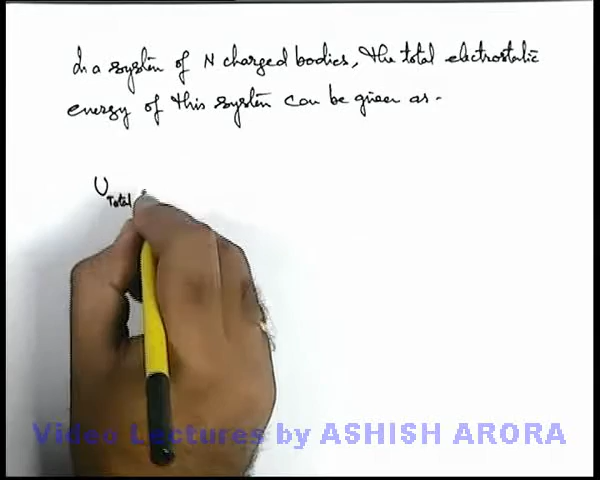 In a system of N charged bodies, the total electrostatic
energy of this system can be given as -
U Total
Video Lectures by ASHISH ARORA